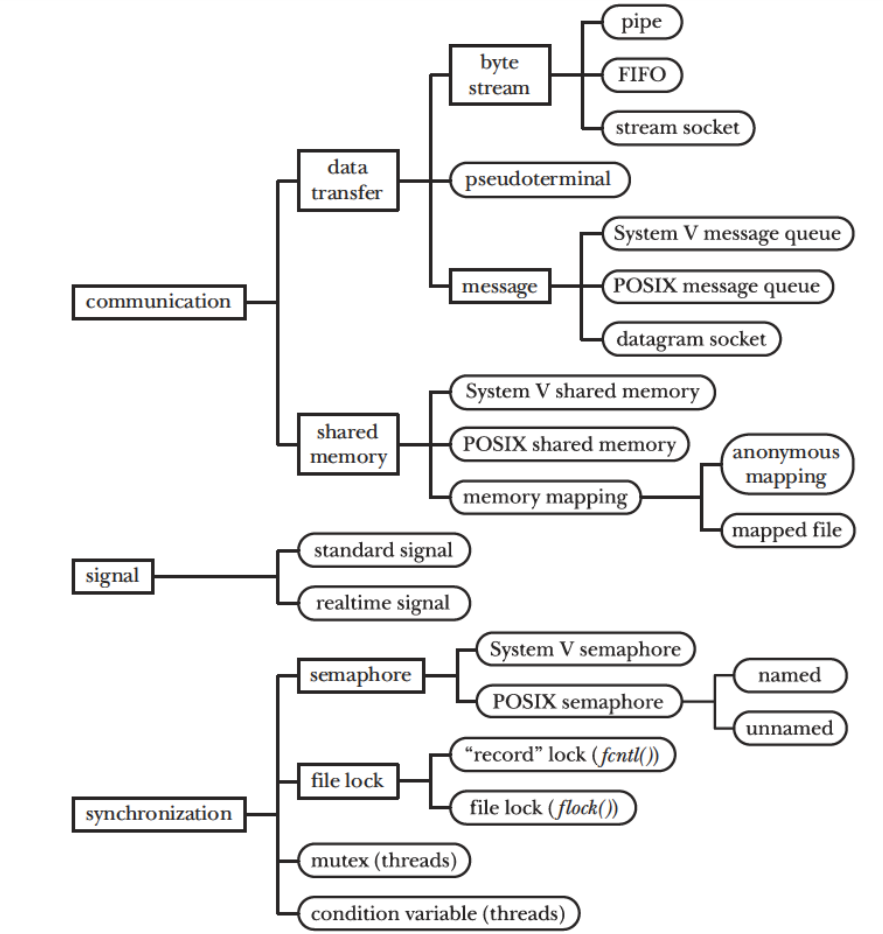 pipe
byte
stream
FIFO
stream socket
data
transfer
pseudoterminal
System V message queue
communication
message
POSIX message queue
datagram socket
System V shared memory
shared
memory
POSIX shared memory
anonymous
mapping
memory mapping
mapped file
signal
standard signal
realtime signal
System V semaphore
semaphore
named
POSIX semaphore
unnamed
“record” lock (fcntl())
file lock
file lock (flock())
synchronization
mutex (threads)
condition variable (threads)